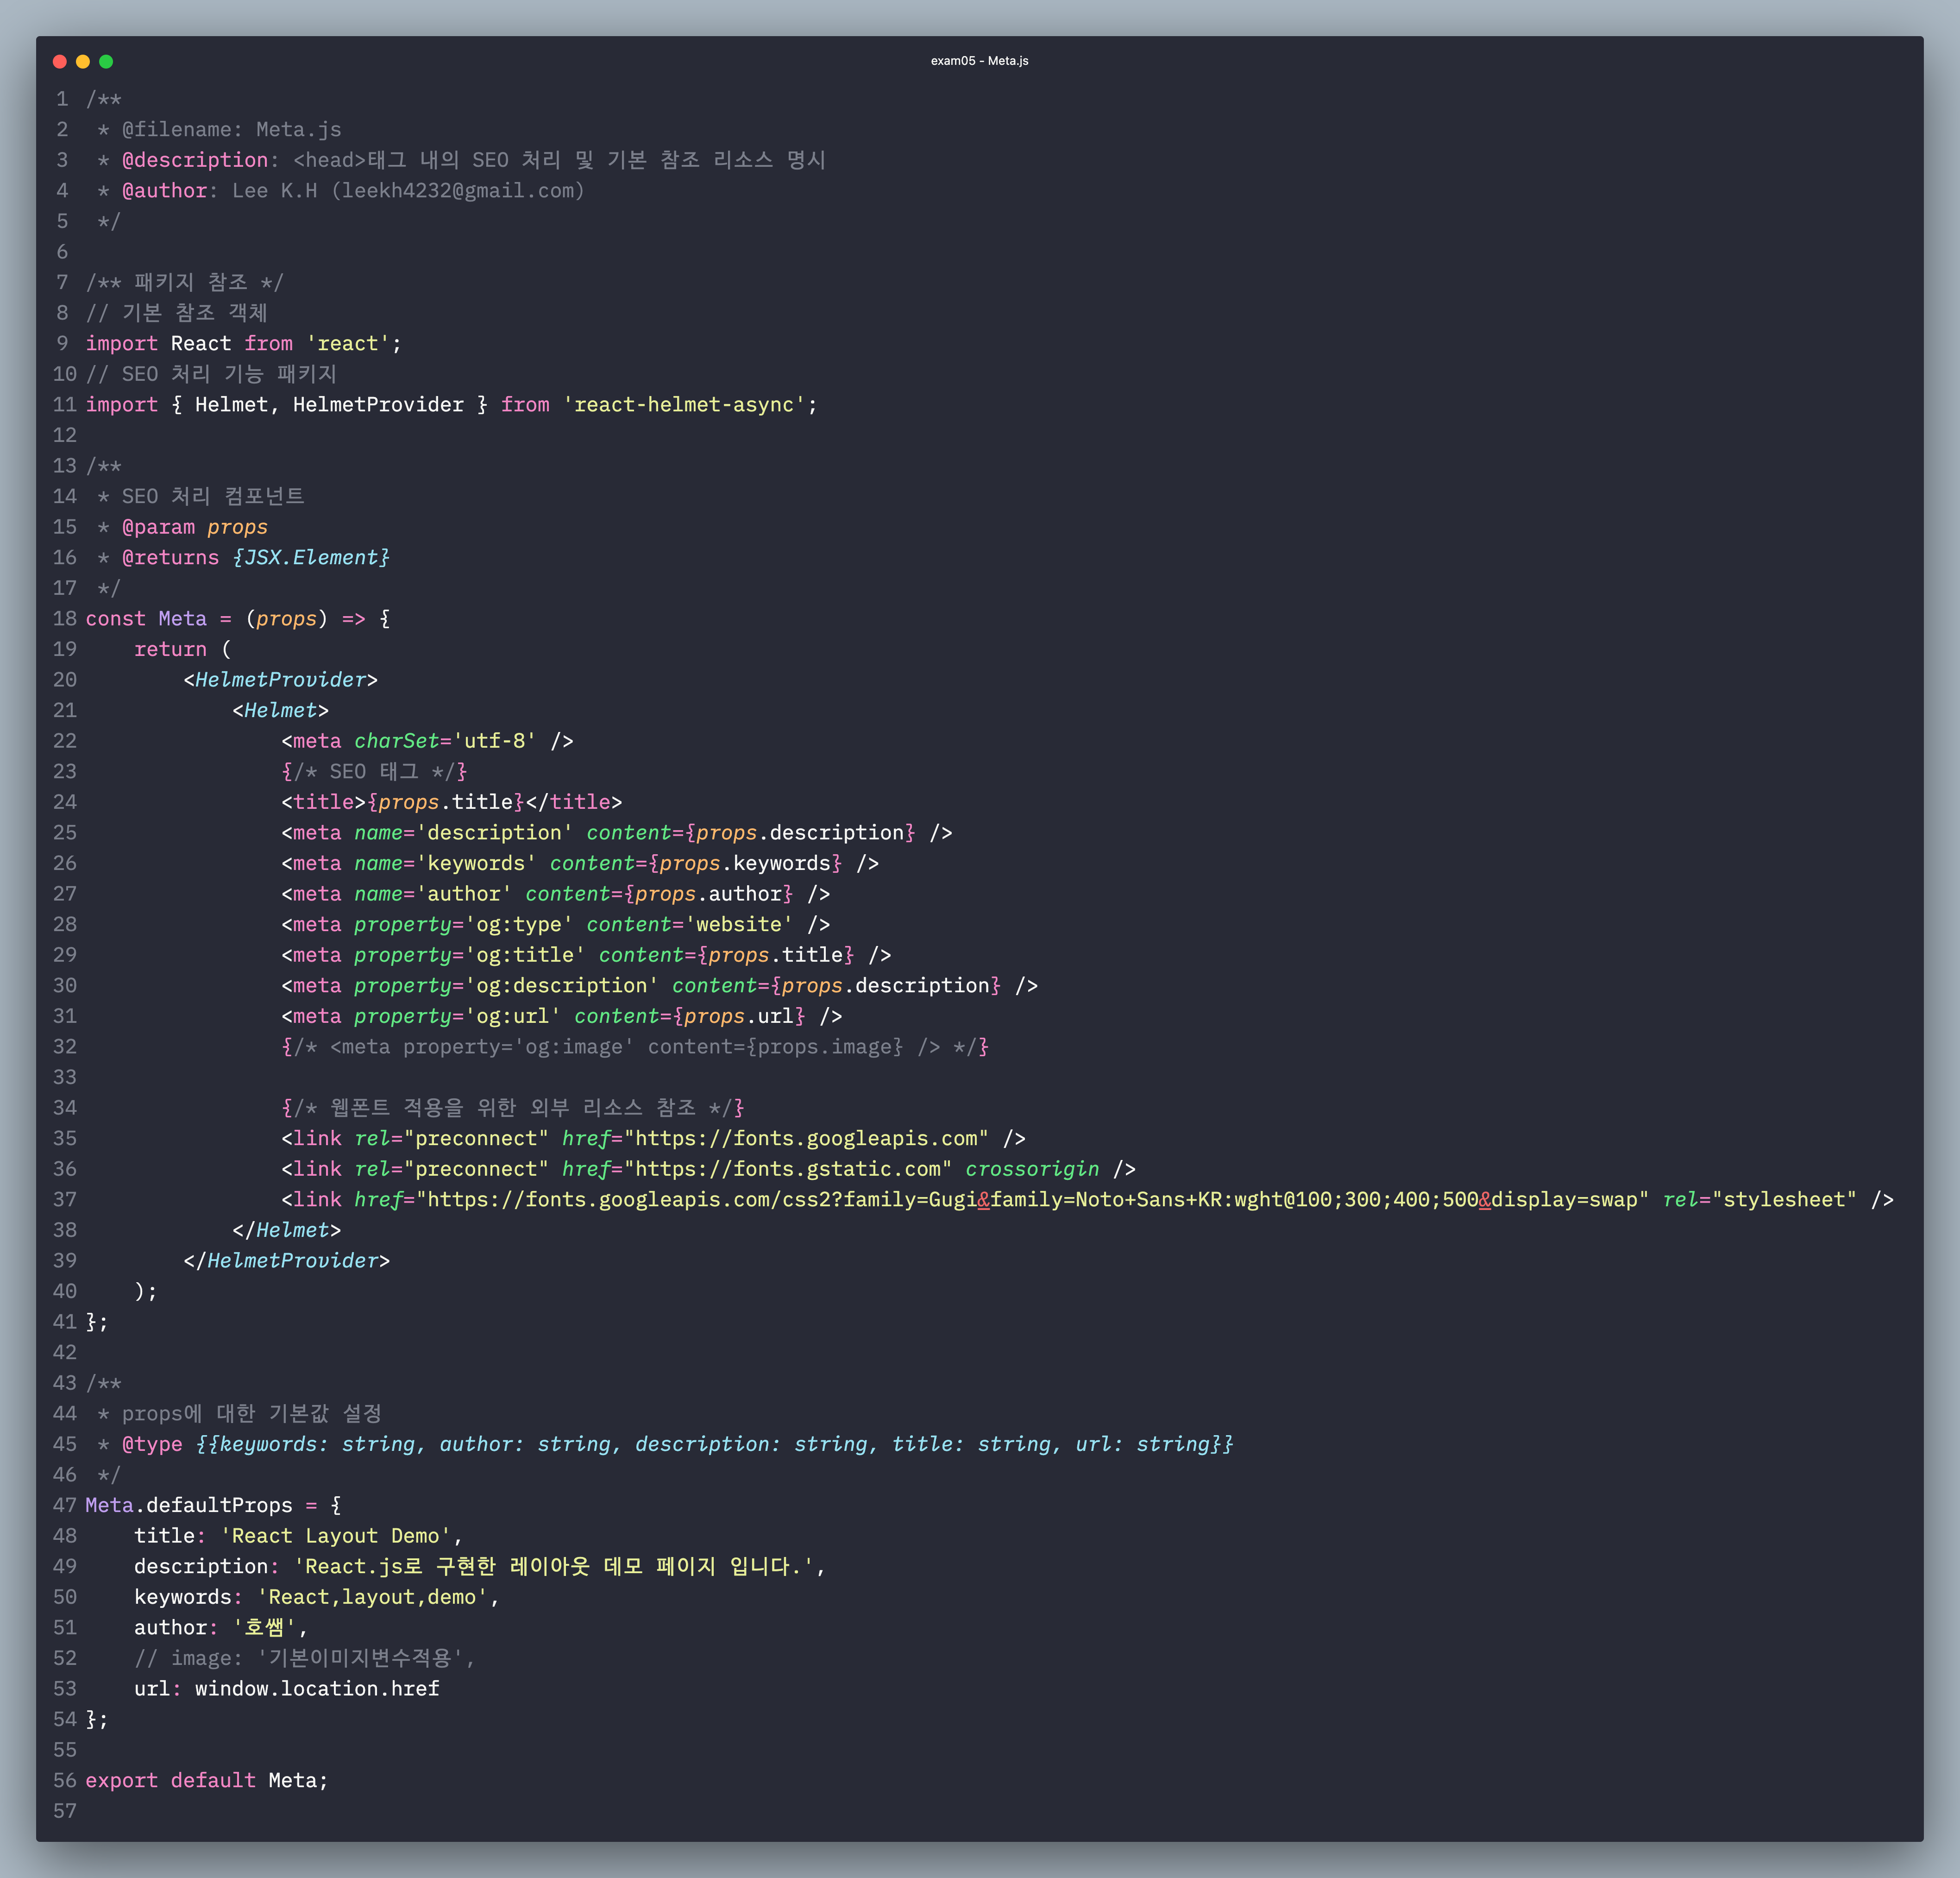 exam05 - Meta.js
1 /**
2  * @filename: Meta.js
3  * @description: <head>태그 내의 SEO 처리 및 기본 참조 리소스 명시
4  * @author: Lee K.H (leekh4232@gmail.com)
5  */
6
7 /** 패키지 참조 */
8 // 기본 참조 객체
9 import React from 'react';
10 // SEO 처리 기능 패키지
11 import { Helmet, HelmetProvider } from 'react-helmet-async';
12
13 /**
14  * SEO 처리 컴포넌트
15  * @param props
16  * @returns {JSX.Element}
17  */
18 const Meta = (props) => {
19     return (
20         <HelmetProvider>
21             <Helmet>
22                 <meta charSet='utf-8' />
23                 {/* SEO 태그 */}
24                 <title>{props.title}</title>
25                 <meta name='description' content={props.description} />
26                 <meta name='keywords' content={props.keywords} />
27                 <meta name='author' content={props.author} />
28                 <meta property='og:type' content='website' />
29                 <meta property='og:title' content={props.title} />
30                 <meta property='og:description' content={props.description} />
31                 <meta property='og:url' content={props.url} />
32                 {/* <meta property='og:image' content={props.image} /> */}
33
34                 {/* 웹폰트 적용을 위한 외부 리소스 참조 */}
35                 <link rel="preconnect" href="https://fonts.googleapis.com" />
36                 <link rel="preconnect" href="https://fonts.gstatic.com" crossorigin />
37                 <link href="https://fonts.googleapis.com/css2?family=Gugi&family=Noto+Sans+KR:wght@100;300;400;500&display=swap" rel="stylesheet" />
38             </Helmet>
39         </HelmetProvider>
40     );
41 };
42
43 /**
44  * props에 대한 기본값 설정
45  * @type {{keywords: string, author: string, description: string, title: string, url: string}}
46  */
47 Meta.defaultProps = {
48     title: 'React Layout Demo',
49     description: 'React.js로 구현한 레이아웃 데모 페이지 입니다.',
50     keywords: 'React,layout,demo',
51     author: '호쌤',
52     // image: '기본이미지변수적용',
53     url: window.location.href
54 };
55
56 export default Meta;
57